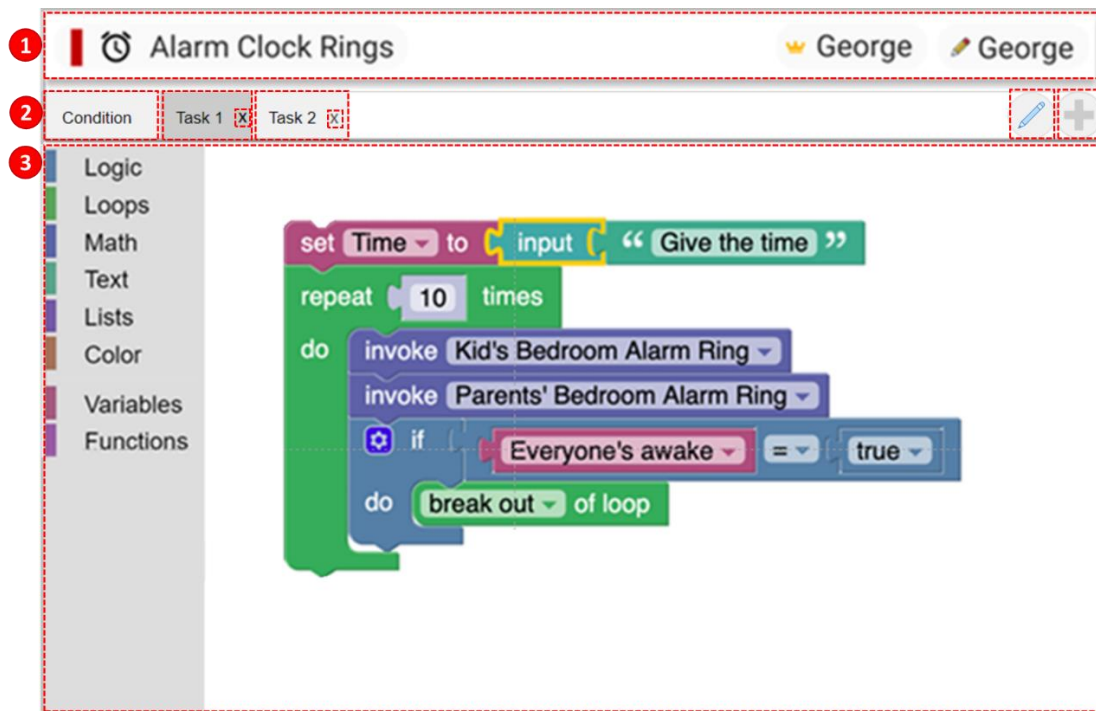 1 Alarm Clock Rings George George
2 Condition Task 1 X Task 2 X
3
Logic
Loops
Math
Text
Lists
Color
Variables
Functions
set Time to input “ Give the time ”
repeat 10 times
do invoke Kid's Bedroom Alarm Ring
invoke Parents' Bedroom Alarm Ring
if Everyone's awake = true
do break out of loop